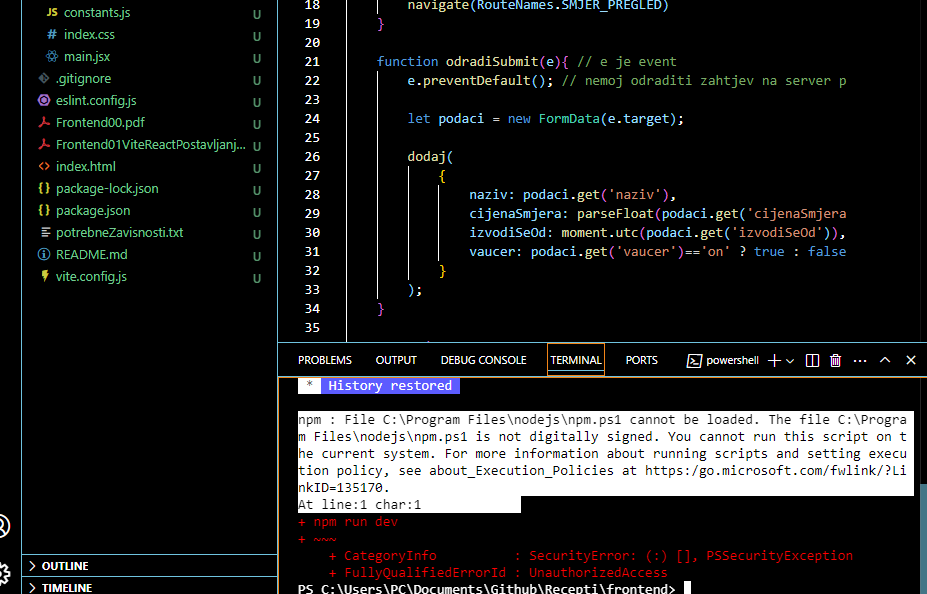 constants.js U
index.css U
main.jsx U
.gitignore U
eslint.config.js U
Frontend00.pdf U
Frontend01ViteReactPostavljanj... U
index.html U
package-lock.json U
package.json U
potrebneZavisnosti.txt U
README.md U
vite.config.js U
OUTLINE
TIMELINE
18 navigate(RouteNames.SMJER_PREGLED)
19 }
20
21 function odradiSubmit(e){ // e je event
22 e.preventDefault(); // nemoj odraditi zahtjev na server p
23
24 let podaci = new FormData(e.target);
25
26 dodaj(
27 {
28 naziv: podaci.get('naziv'),
29 cijenaSmjera: parseFloat(podaci.get('cijenaSmjera
30 izvodiSeOd: moment.utc(podaci.get('izvodiSeOd')),
31 vaucer: podaci.get('vaucer')=='on' ? true : false
32 }
33 );
34 }
35
PROBLEMS OUTPUT DEBUG CONSOLE TERMINAL PORTS powershell
* History restored
npm : File C:\Program Files\nodejs\npm.ps1 cannot be loaded. The file C:\Progra
m Files\nodejs\npm.ps1 is not digitally signed. You cannot run this script on t
he current system. For more information about running scripts and setting execu
tion policy, see about_Execution_Policies at https:/go.microsoft.com/fwlink/?Li
nkID=135170.
At line:1 char:1
+ npm run dev
+ ~~~
+ CategoryInfo : SecurityError: (:) [], PSSecurityException
+ FullyQualifiedErrorId : UnauthorizedAccess
PS C:\Users\PC\Documents\Github\Recepti\frontend>